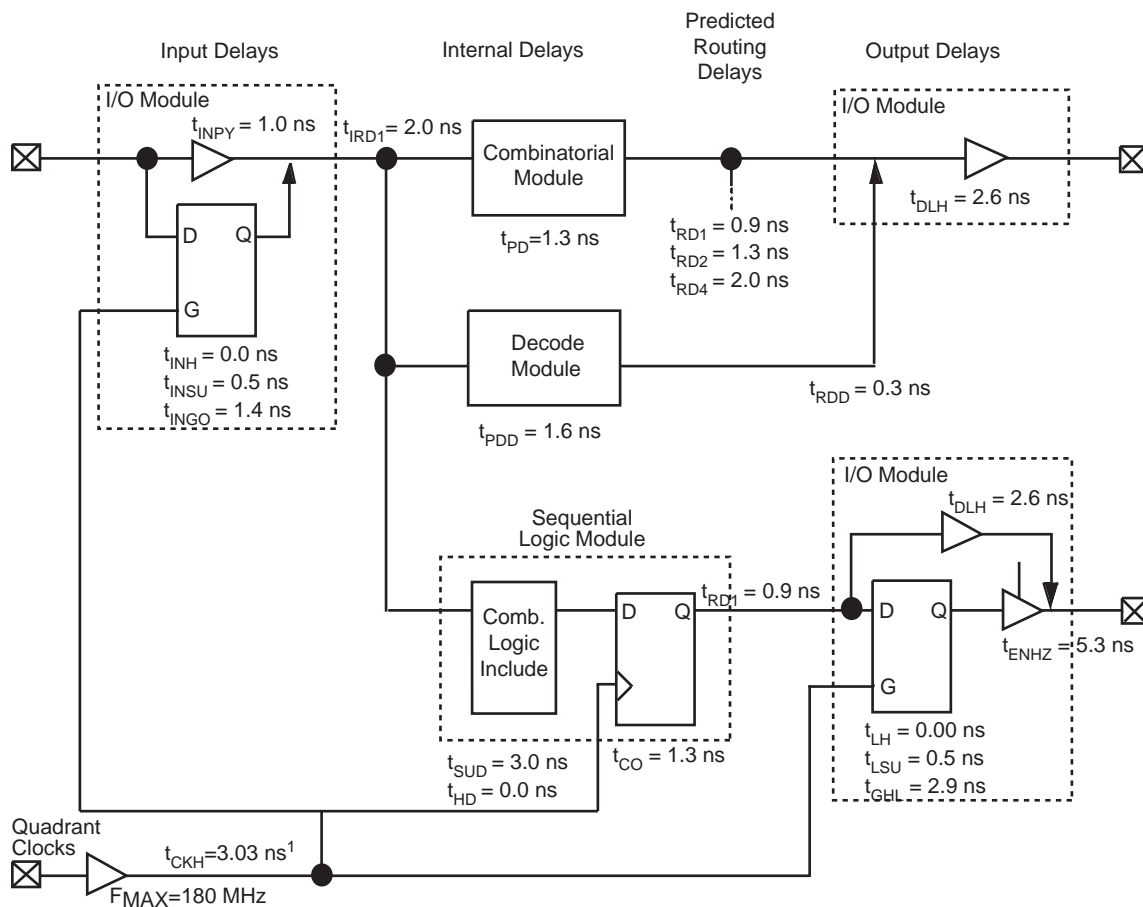 Input Delays
Internal Delays
Predicted
Routing
Delays
Output Delays
I/O Module
tINPY = 1.0 ns
tIRD1 = 2.0 ns
Combinatorial
Module
I/O Module
tDLH = 2.6 ns
D
Q
G
tPD=1.3 ns
tRD1 = 0.9 ns
tRD2 = 1.3 ns
tRD4 = 2.0 ns
tINH = 0.0 ns
tINSU = 0.5 ns
tINGO = 1.4 ns
Decode
Module
tRDD = 0.3 ns
tPDD = 1.6 ns
I/O Module
tDLH = 2.6 ns
Sequential
Logic Module
Comb.
Logic
Include
D
Q
tRD1 = 0.9 ns
D
Q
G
tENHZ = 5.3 ns
tSUD = 3.0 ns
tHD = 0.0 ns
tCO = 1.3 ns
tLH = 0.00 ns
tLSU = 0.5 ns
tGHL = 2.9 ns
Quadrant
Clocks
tCKH=3.03 ns1
FMAX=180 MHz